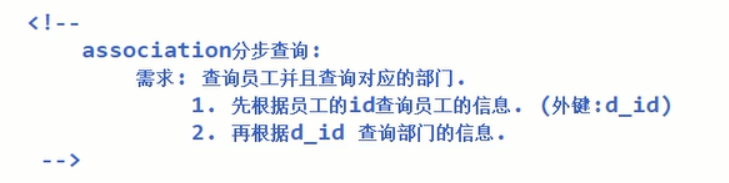 <!--
association分步查询:
需求: 查询员工并且查询对应的部门.
1. 先根据员工的id查询员工的信息. (外键:d_id)
2. 再根据d_id 查询部门的信息.
-->